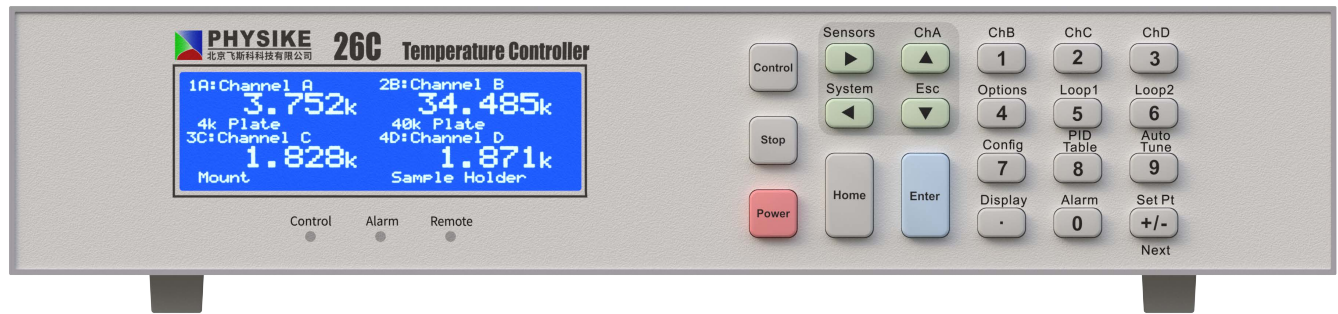 PHYSIKE
北京飞斯科科技有限公司
26C Temperature Controller
1A:Channel A 2B:Channel B
3.752K 34.485K
4k Plate 40k Plate
3C:Channel C 4D:Channel D
1.828K 1.871K
Mount Sample Holder
Control Alarm Remote
Control
Stop
Power
Sensors ChA
System Esc
Home Enter
ChB ChC ChD
1 2 3
Options Loop1 Loop2
4 5 6
Config PID Table Auto Tune
7 8 9
Display Alarm Set Pt
. 0 +/-
Next